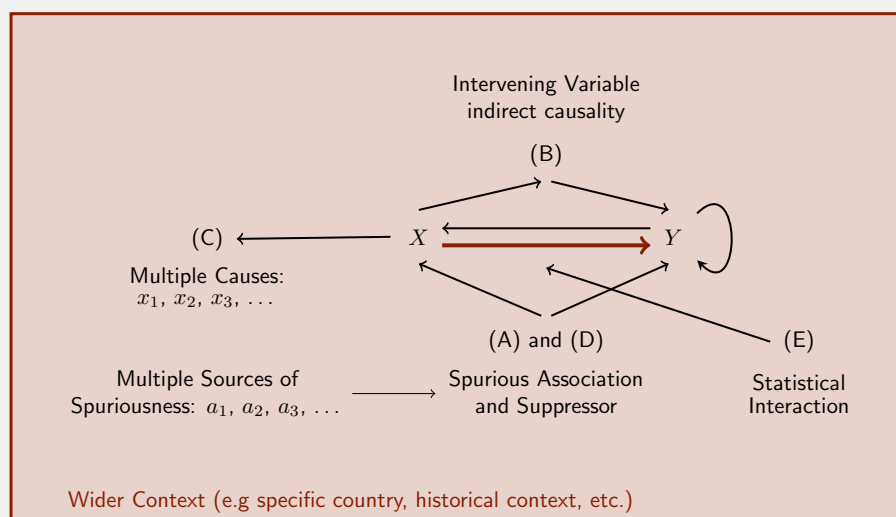 Intervening Variable
indirect causality
(B)
(C)
X
Y
Multiple Causes:
x₁, x₂, x₃, …
(A) and (D)
(E)
Multiple Sources of
Spuriousness: a₁, a₂, a₃, …
Spurious Association
and Suppressor
Statistical
Interaction
Wider Context (e.g specific country, historical context, etc.)